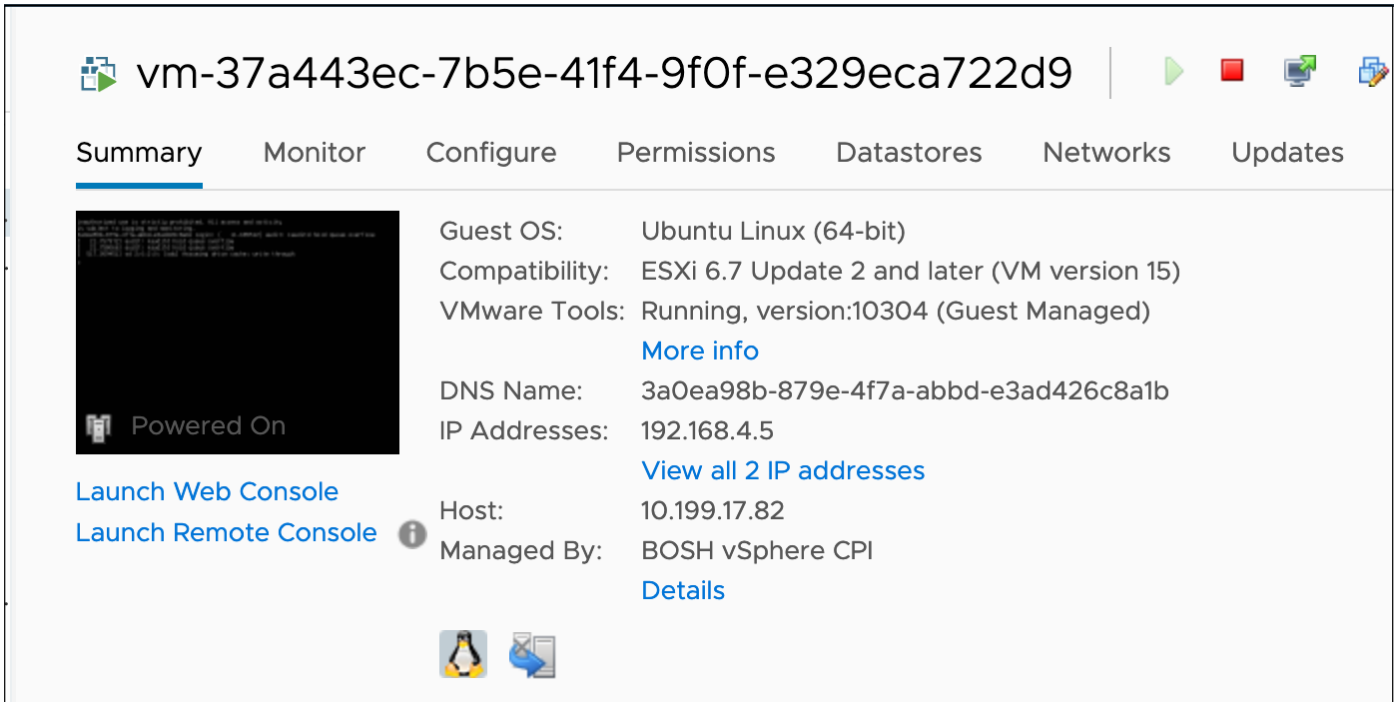 vm-37a443ec-7b5e-41f4-9f0f-e329eca722d9
Summary Monitor Configure Permissions Datastores Networks Updates
Powered On
Launch Web Console
Launch Remote Console
Guest OS: Ubuntu Linux (64-bit)
Compatibility: ESXi 6.7 Update 2 and later (VM version 15)
VMware Tools: Running, version:10304 (Guest Managed)
More info
DNS Name: 3a0ea98b-879e-4f7a-abbd-e3ad426c8a1b
IP Addresses: 192.168.4.5
View all 2 IP addresses
Host: 10.199.17.82
Managed By: BOSH vSphere CPI
Details